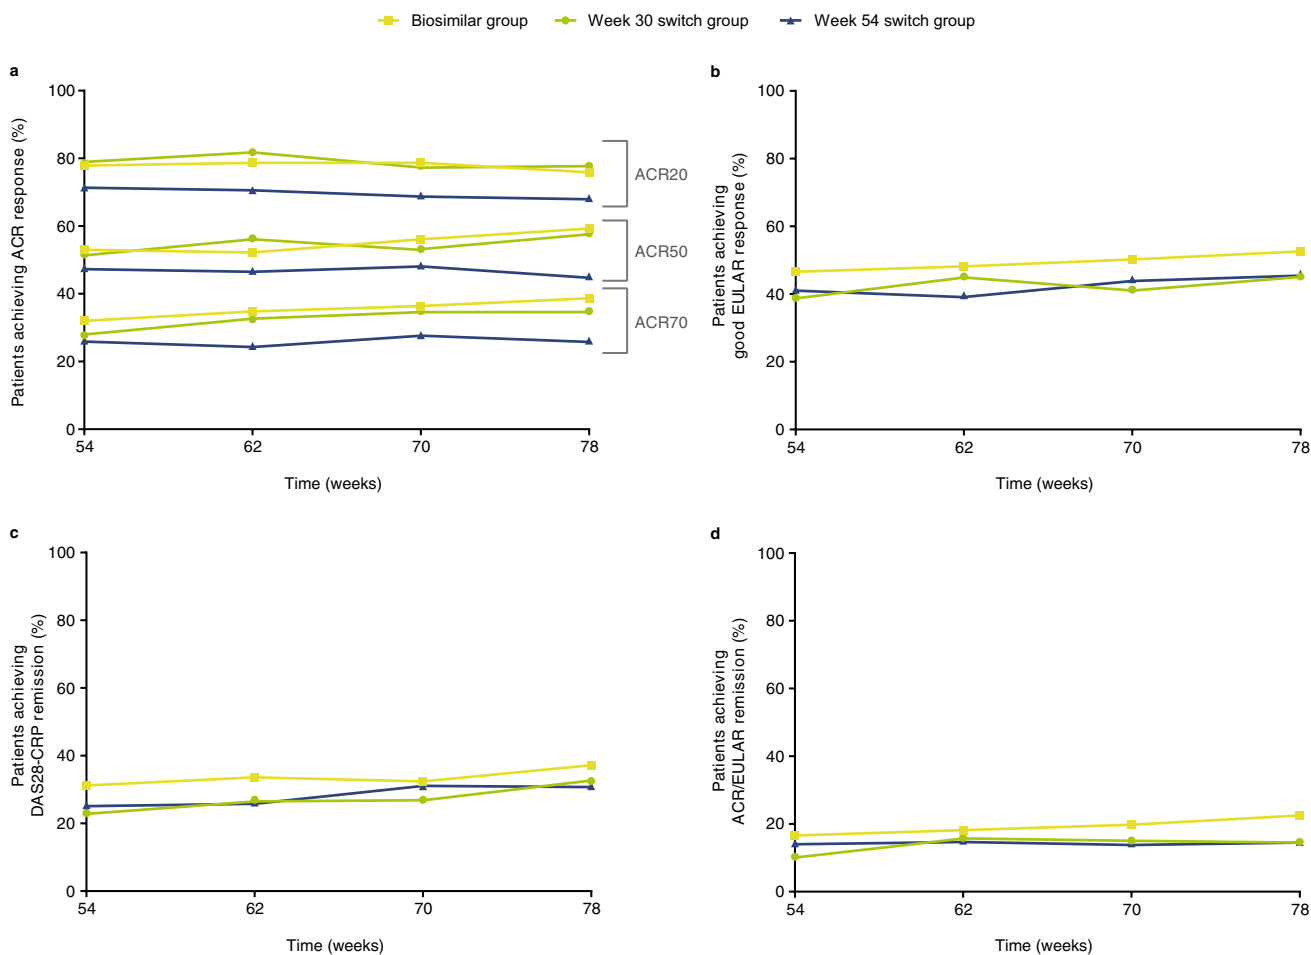 Biosimilar group Week 30 switch group Week 54 switch group
a
Patients achieving ACR response (%)
100
80
60
40
20
0
54 62 70 78
Time (weeks)
ACR20
ACR50
ACR70
b
Patients achieving
good EULAR response (%)
100
80
60
40
20
0
54 62 70 78
Time (weeks)
c
Patients achieving
DAS28-CRP remission (%)
100
80
60
40
20
0
54 62 70 78
Time (weeks)
d
Patients achieving
ACR/EULAR remission (%)
100
80
60
40
20
0
54 62 70 78
Time (weeks)